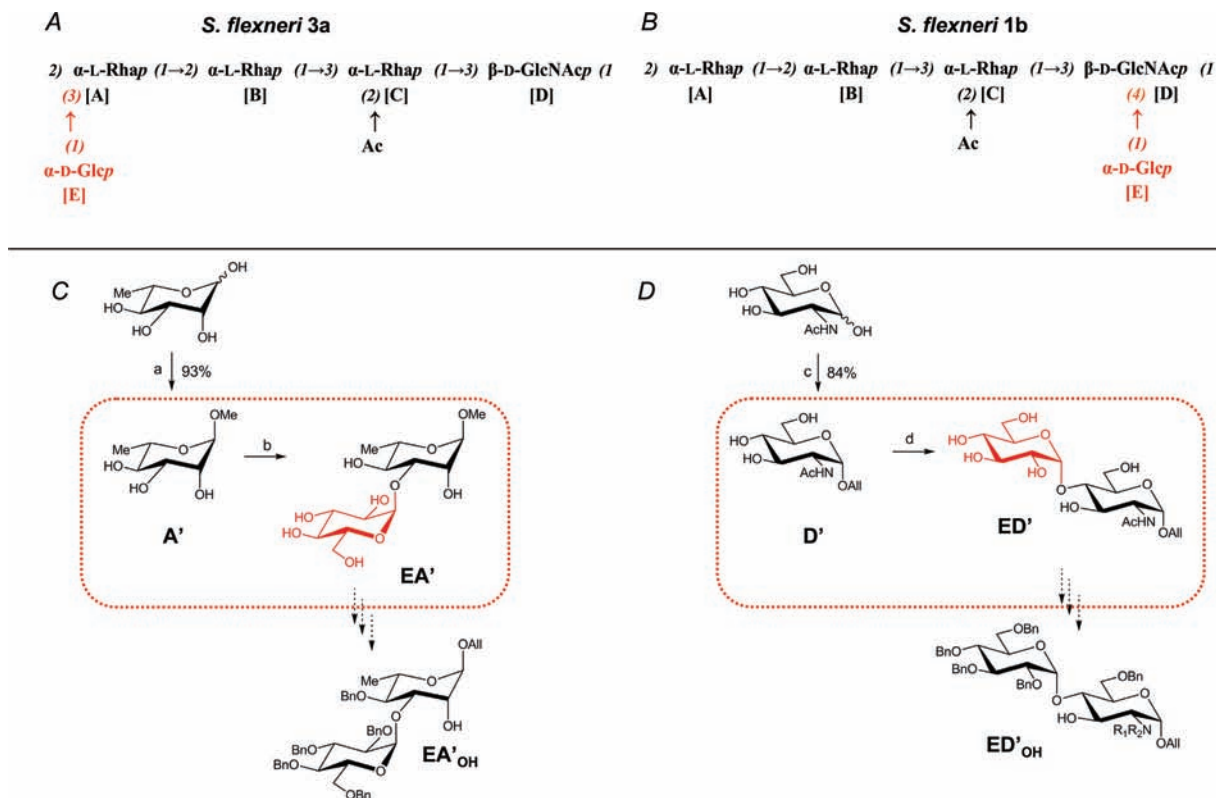 A S. flexneri 3a
2) α-L-Rhap (1→2) α-L-Rhap (1→3) α-L-Rhap (1→3) β-D-GlcNAcp (1
(3) [A] [B] (2) [C] [D]
(1) Ac
α-D-Glcp
[E]
B S. flexneri 1b
2) α-L-Rhap (1→2) α-L-Rhap (1→3) α-L-Rhap (1→3) β-D-GlcNAcp (1
[A] [B] (2) [C] (4) [D]
Ac (1)
α-D-Glcp
[E]
C
OH
Me O
HO
HO OH
a 93%
OMe
Me O
HO
HO OH
A'
b
OMe
Me O
HO
O OH
HO HO
HO O
OH
EA'
OAll
Me O
BnO
O OH
BnO BnO
BnO O
OBn
EA'OH
D
OH
HO O
HO
AcHN OH
c 84%
OH
HO O
HO
AcHN
OAll
D'
d
OH
HO O
HO
HO OH
O O
HO
AcHN
OAll
ED'
OBn
BnO O
BnO
BnO OBn
O O
HO
R1R2N
OAll
ED'OH